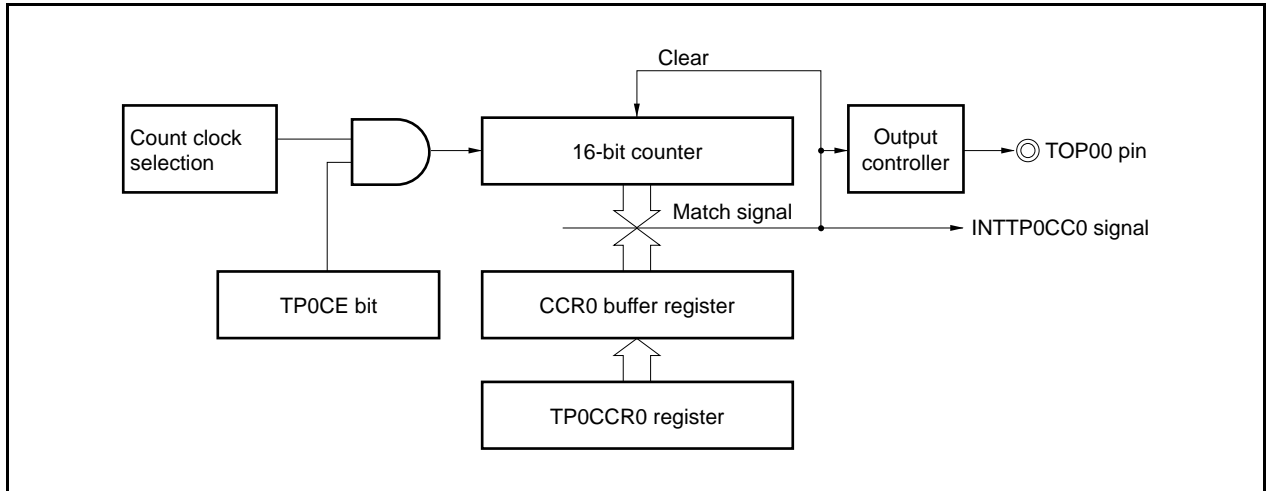 Clear
Count clock
selection
16-bit counter
Output
controller
TOP00 pin
Match signal
INTTP0CC0 signal
TP0CE bit
CCR0 buffer register
TP0CCR0 register